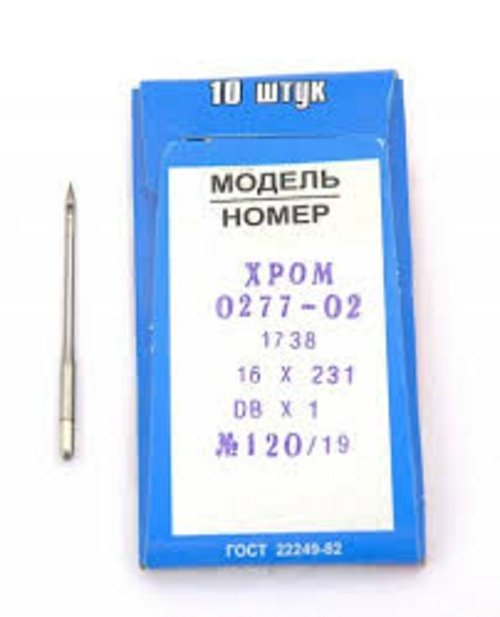 10 штук
МОДЕЛЬ
НОМЕР
ХРОМ
0277-02
1738
16 X 231
DB X 1
№120/19
ГОСТ 22249-82